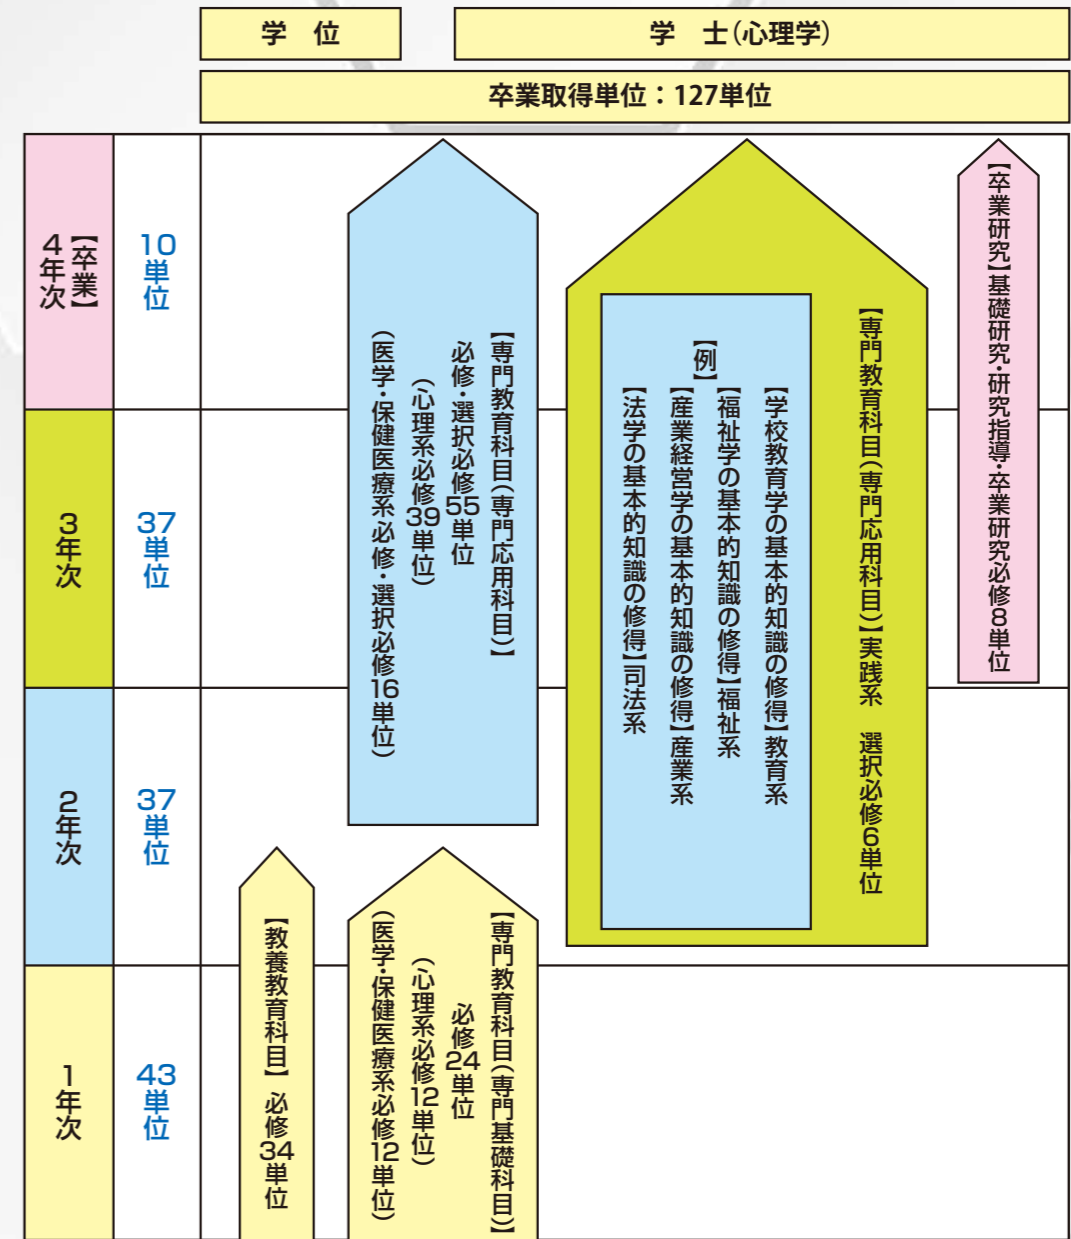 学 位
学 士(心理学)
卒業取得単位：127単位
【卒業】
4年次
10単位
3年次
37単位
2年次
37単位
1年次
43単位
【専門教育科目(専門応用科目)】
必修・選択必修55単位
(心理系必修39単位)
(医学・保健医療系 必修・選択必修16単位)
【専門教育科目(専門応用科目)】実践系 選択必修6単位
【例】
【学校教育学の基本的知識の修得】教育系
【福祉学の基本的知識の修得】福祉系
【産業経営学の基本的知識の修得】産業系
【法学の基本的知識の修得】司法系
【卒業研究】基礎研究・研究指導・卒業研究必修8単位
【教養教育科目】 必修34単位
【専門教育科目(専門基礎科目)】
必修24単位
(心理系必修12単位)
(医学・保健医療系必修12単位)